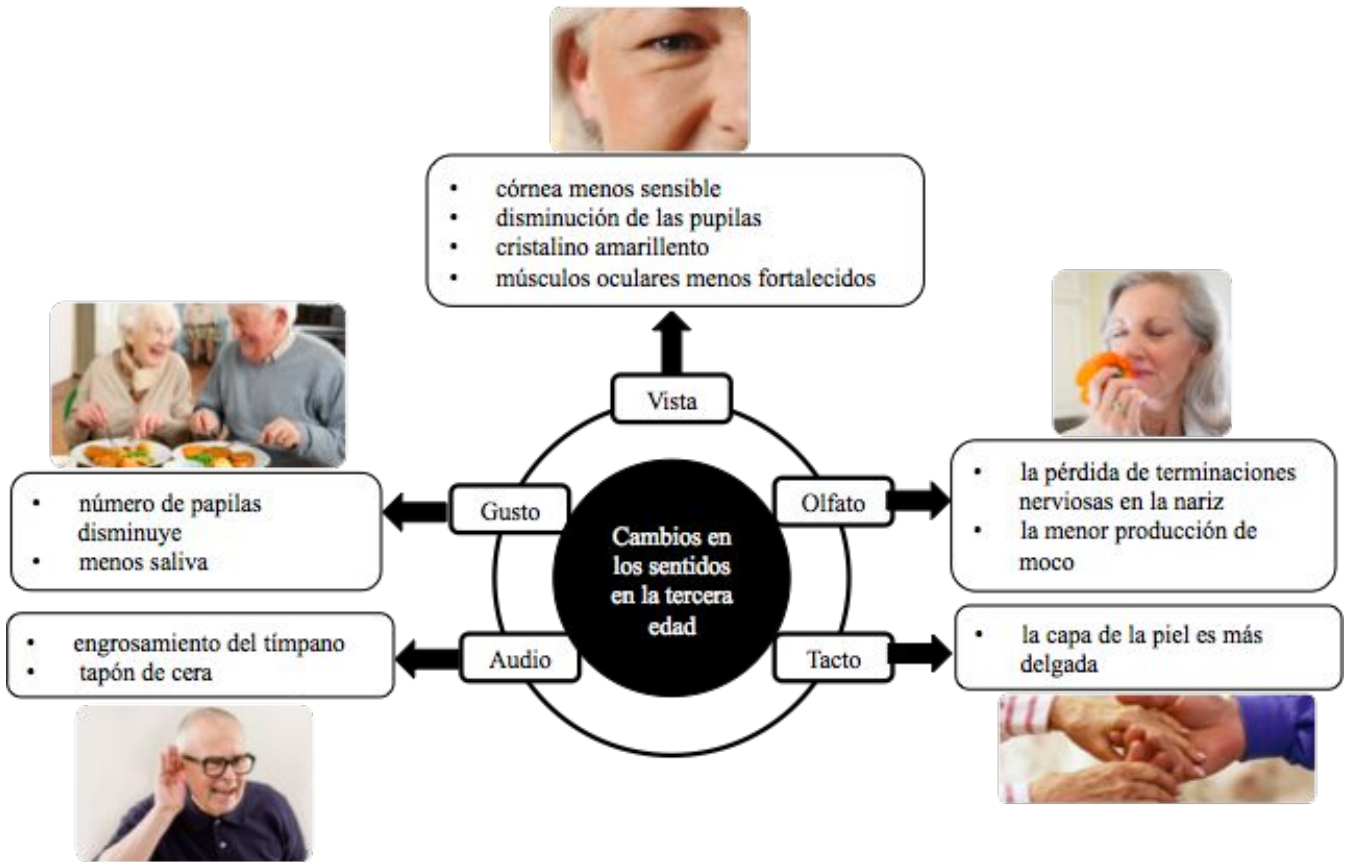 • córnea menos sensible
• disminución de las pupilas
• cristalino amarillento
• músculos oculares menos fortalecidos
Vista
Gusto
• número de papilas
disminuye
• menos saliva
Olfato
• la pérdida de terminaciones
nerviosas en la nariz
• la menor producción de
moco
Cambios en
los sentidos
en la tercera
edad
Audio
• engrosamiento del tímpano
• tapón de cera
Tacto
• la capa de la piel es más
delgada